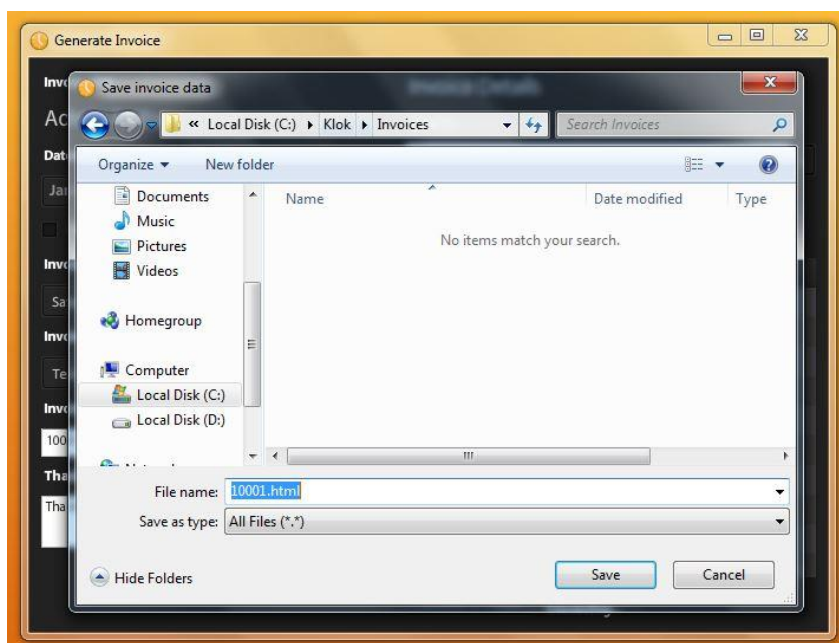 Generate Invoice
Save invoice data
« Local Disk (C:) Klok Invoices
Search Invoices
Organize New folder
Documents
Music
Pictures
Videos
Homegroup
Computer
Local Disk (C:)
Local Disk (D:)
Name Date modified Type
No items match your search.
File name: 10001.html
Save as type: All Files (*.*)
Hide Folders Save Cancel